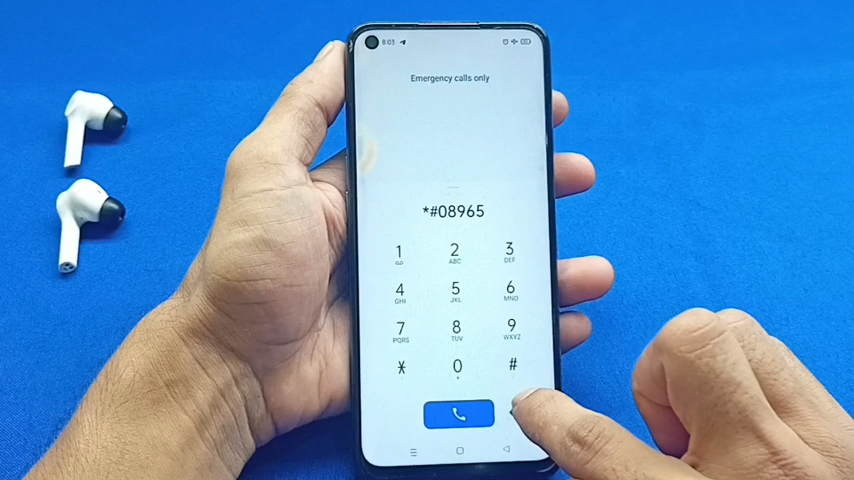 8:03
Emergency calls only
*#08965
1 2 3
ABC DEF
4 5 6
GHI JKL MNO
7 8 9
PQRS TUV WXYZ
* 0 #
+